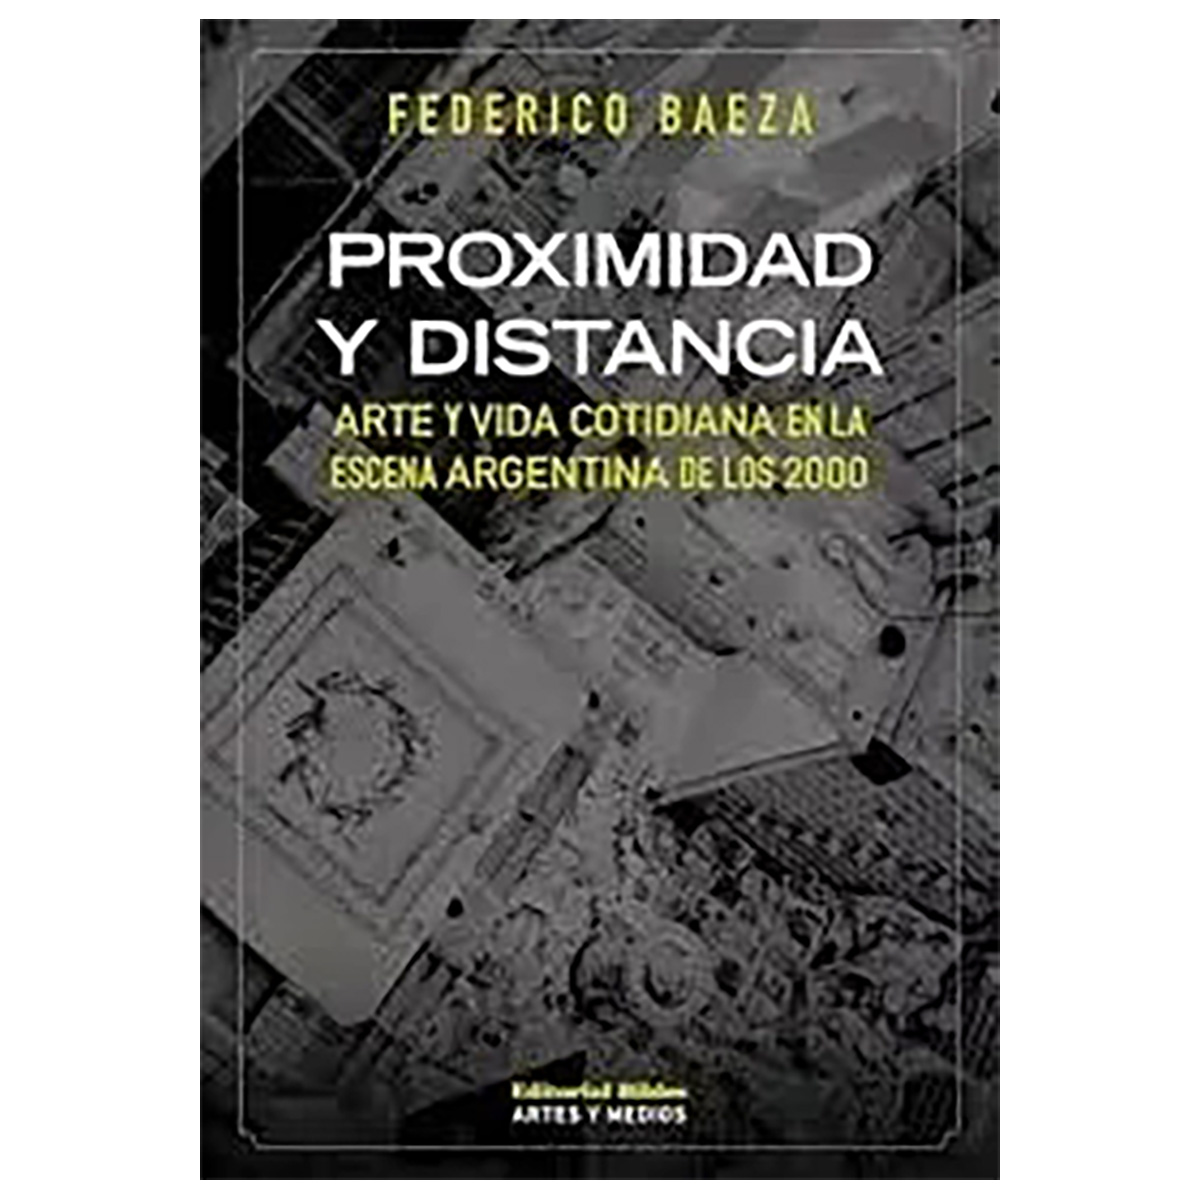 FEDERICO BAEZA
PROXIMIDAD
Y DISTANCIA
ARTE Y VIDA COTIDIANA EN LA
ESCENA ARGENTINA DE LOS 2000
Editorial Biblos
ARTES Y MEDIOS